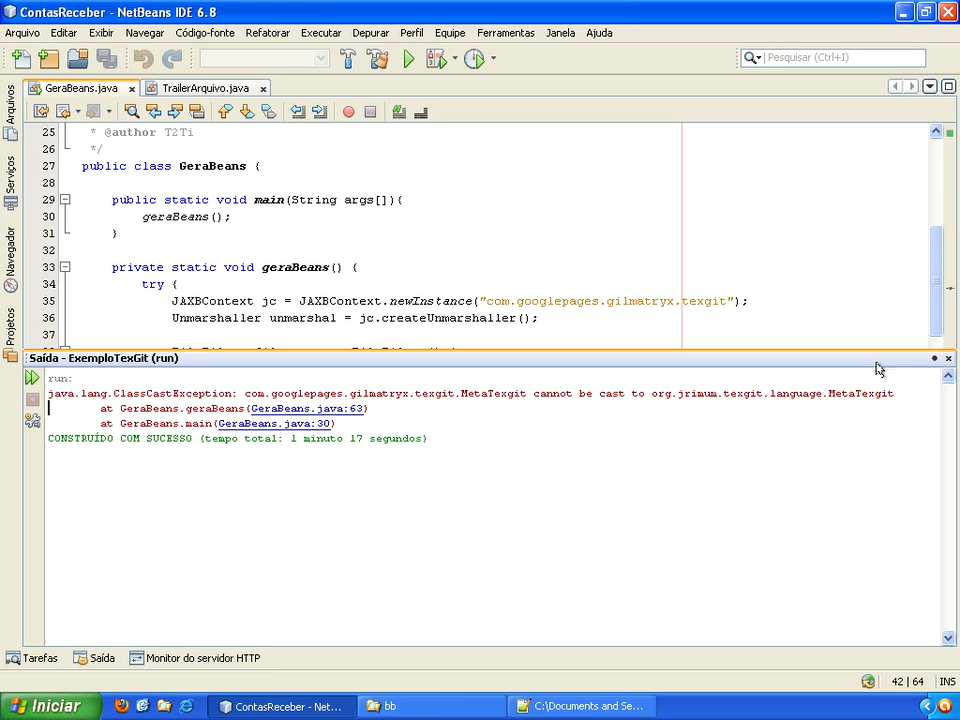 ContasReceber - NetBeans IDE 6.8
Arquivo Editar Exibir Navegar Código-fonte Refatorar Executar Depurar Perfil Equipe Ferramentas Janela Ajuda
Pesquisar (Ctrl+I)
GeraBeans.java TrailerArquivo.java
Arquivos
Serviços
Navegador
Projetos
25 * @author T2Ti
26 */
27 public class GeraBeans {
28
29 public static void main(String args[]){
30 geraBeans();
31 }
32
33 private static void geraBeans() {
34 try {
35 JAXBContext jc = JAXBContext.newInstance("com.googlepages.gilmatryx.texgit");
36 Unmarshaller unmarshal = jc.createUnmarshaller();
37
Saída - ExemploTexGit (run)
run:
java.lang.ClassCastException: com.googlepages.gilmatryx.texgit.MetaTexgit cannot be cast to org.jrimum.texgit.language.MetaTexgit
at GeraBeans.geraBeans(GeraBeans.java:63)
at GeraBeans.main(GeraBeans.java:30)
CONSTRUÍDO COM SUCESSO (tempo total: 1 minuto 17 segundos)
Tarefas Saída Monitor do servidor HTTP
42 | 64 INS
Iniciar ContasReceber - Net... bb C:\Documents and Se...